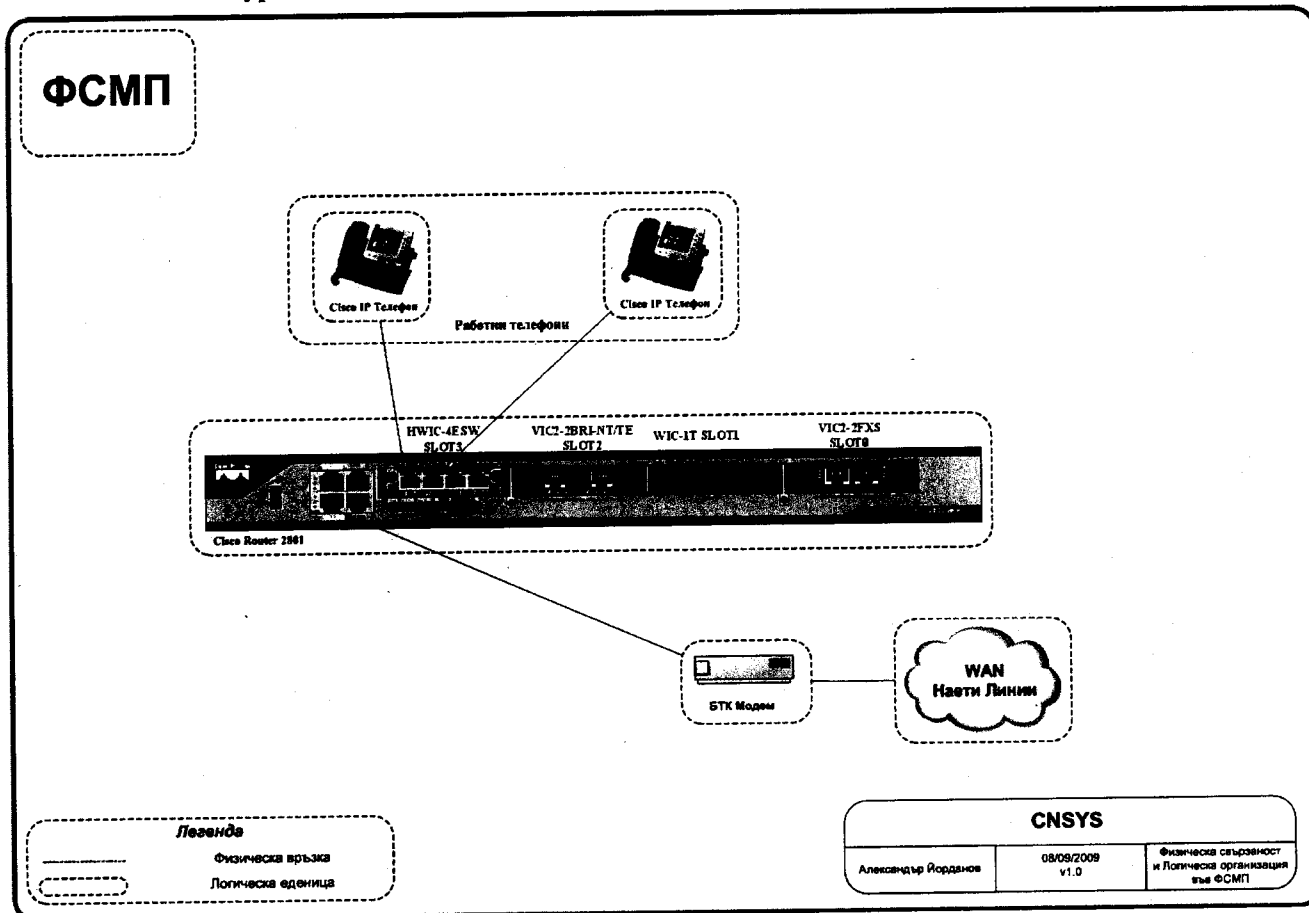 ФСМП
Cisco IP Телефон
Cisco IP Телефон
Работни телефони
HWIC-4ESW
SLOT3
VIC2-2BRI-NT/TE
SLOT2
WIC-1T SLOT1
VIC2-2FXS
SLOT0
Cisco Router 2801
БТК Модем
WAN
Наети Линии
Легенда
Физическа връзка
Логическа еденица
CNSYS
Александър Йорданов
08/09/2009
v1.0
Физическа свързаност
и Логическа организация
във ФСМП